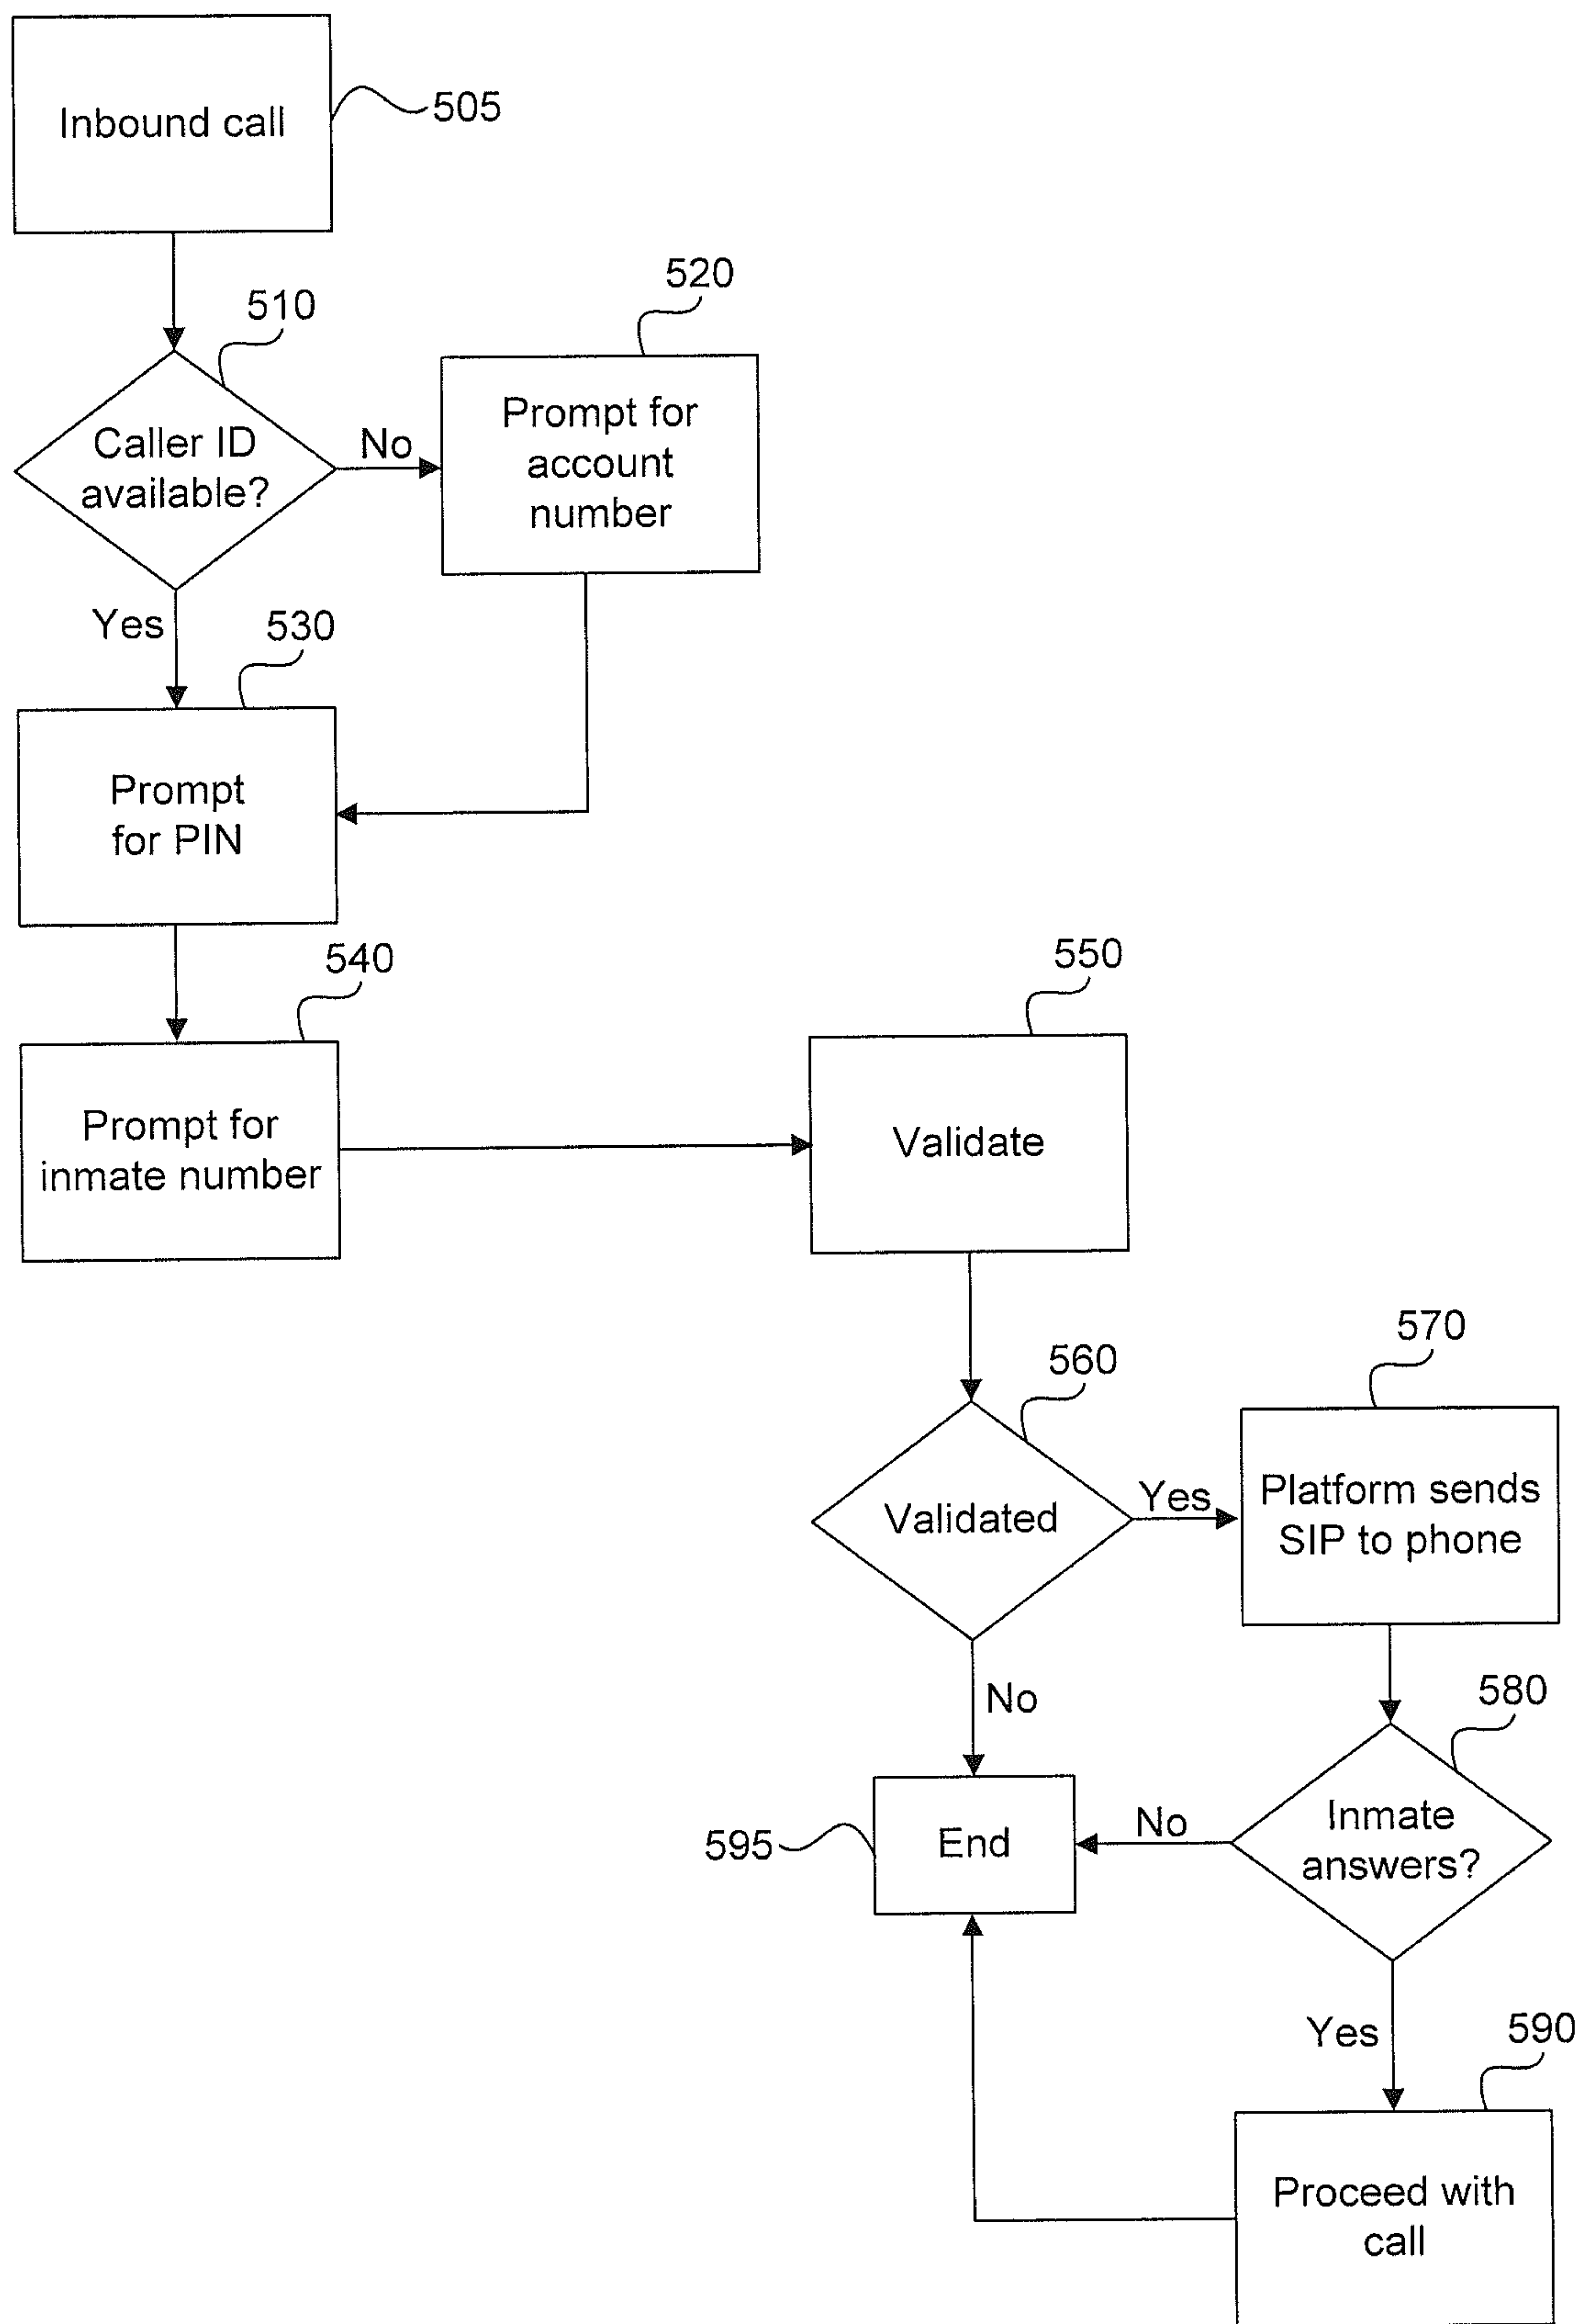 Inbound call
505
510
520
Caller ID
available?
No
Prompt for
account
number
Yes
530
Prompt
for PIN
540
550
Prompt for
inmate number
Validate
560
570
Validated
Yes
Platform sends
SIP to phone
No
580
595
End
No
Inmate
answers?
Yes
590
Proceed with
call